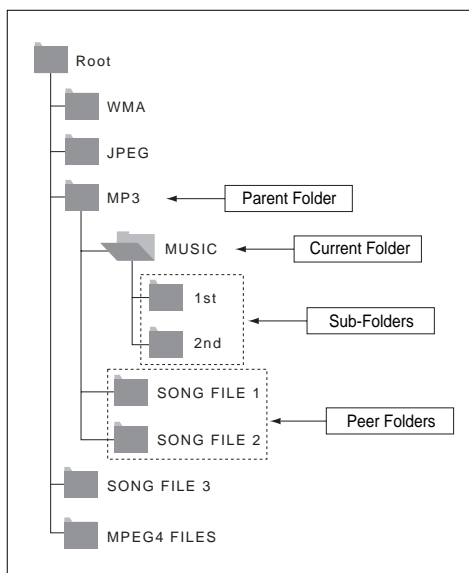 Root
WMA
JPEG
MP3
Parent Folder
MUSIC
Current Folder
1st
Sub-Folders
2nd
SONG FILE 1
Peer Folders
SONG FILE 2
SONG FILE 3
MPEG4 FILES